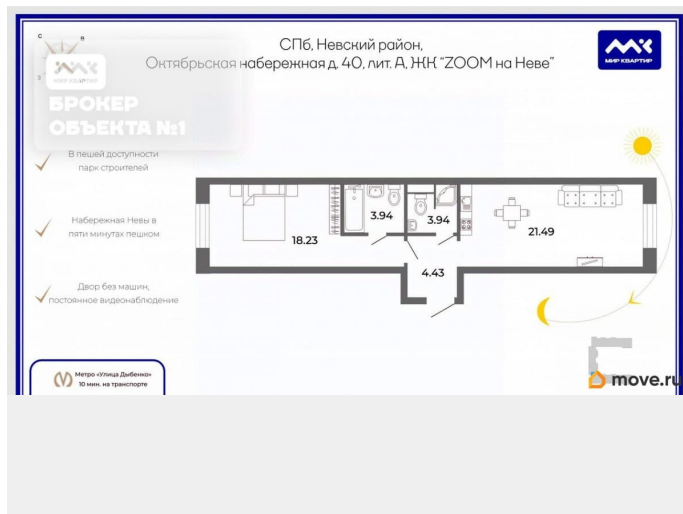 С
В
З
СПб, Невский район,
Октябрьская набережная д. 40, лит. А, ЖК "ZOOM на Неве"
МИР КВАРТИР
МИР КВАРТИР
БРОКЕР
ОБЪЕКТА №1
В пешей доступности
парк строителей
Набережная Невы в
пяти минутах пешком
Двор без машин,
постоянное видеонаблюдение
18.23
3.94
3.94
21.49
4.43
Метро «Улица Дыбенко»
10 мин. на транспорте
move.ru